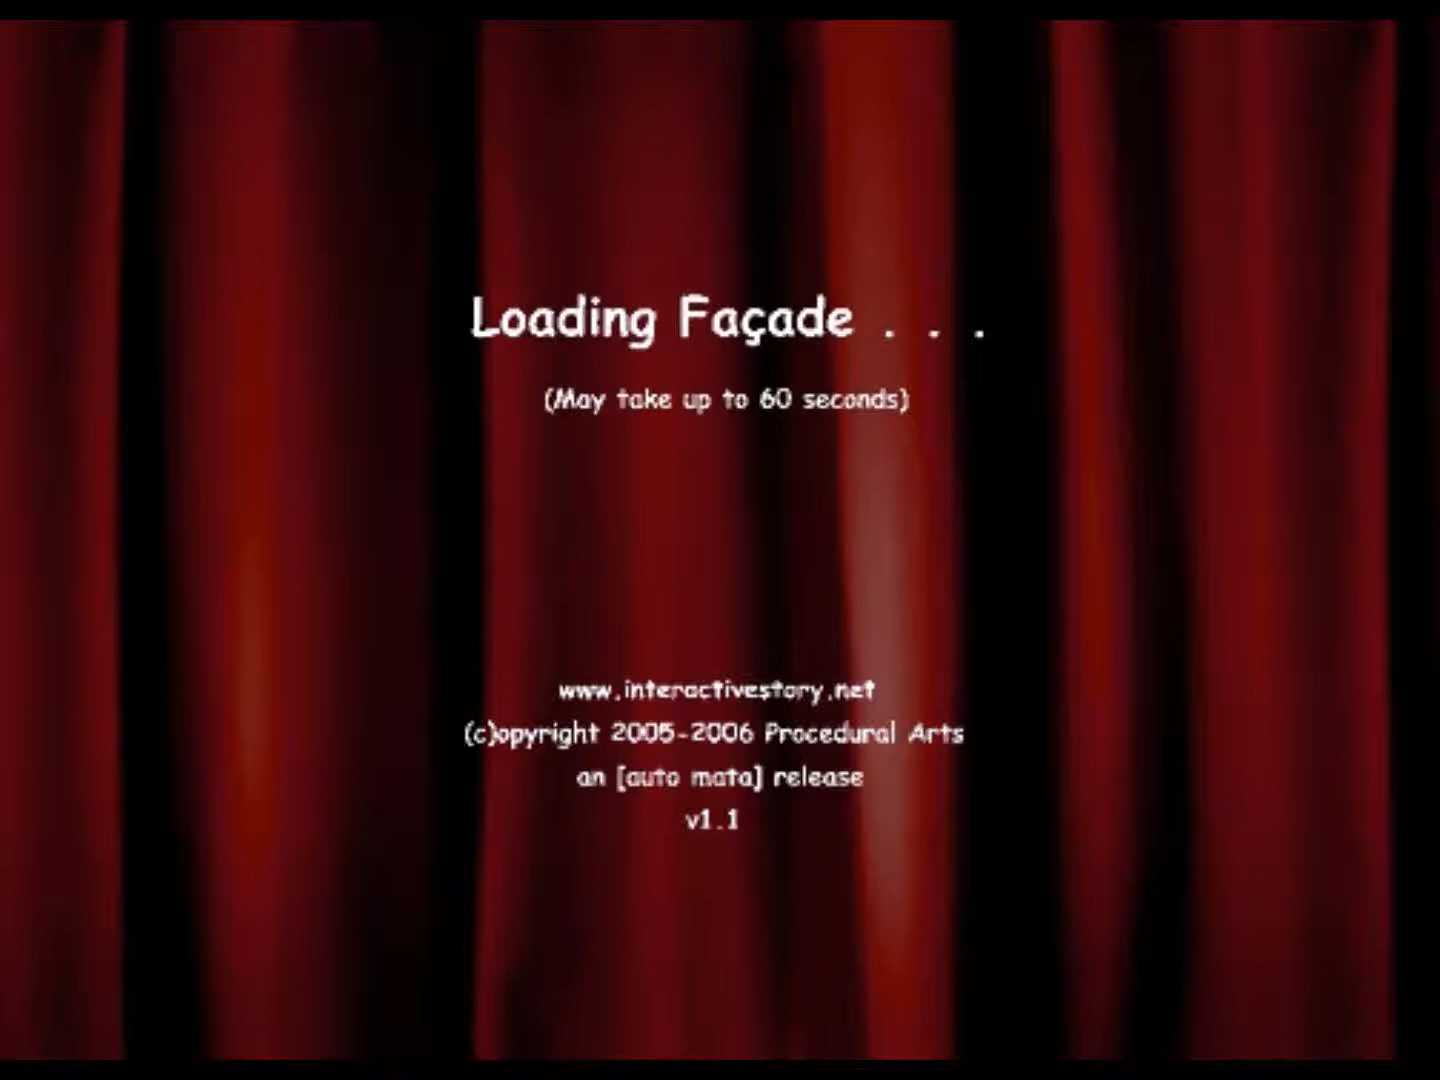 Loading Façade . . .
(May take up to 60 seconds)
www.interactivestory.net
(c)opyright 2005-2006 Procedural Arts
an [auto mata] release
v1.1